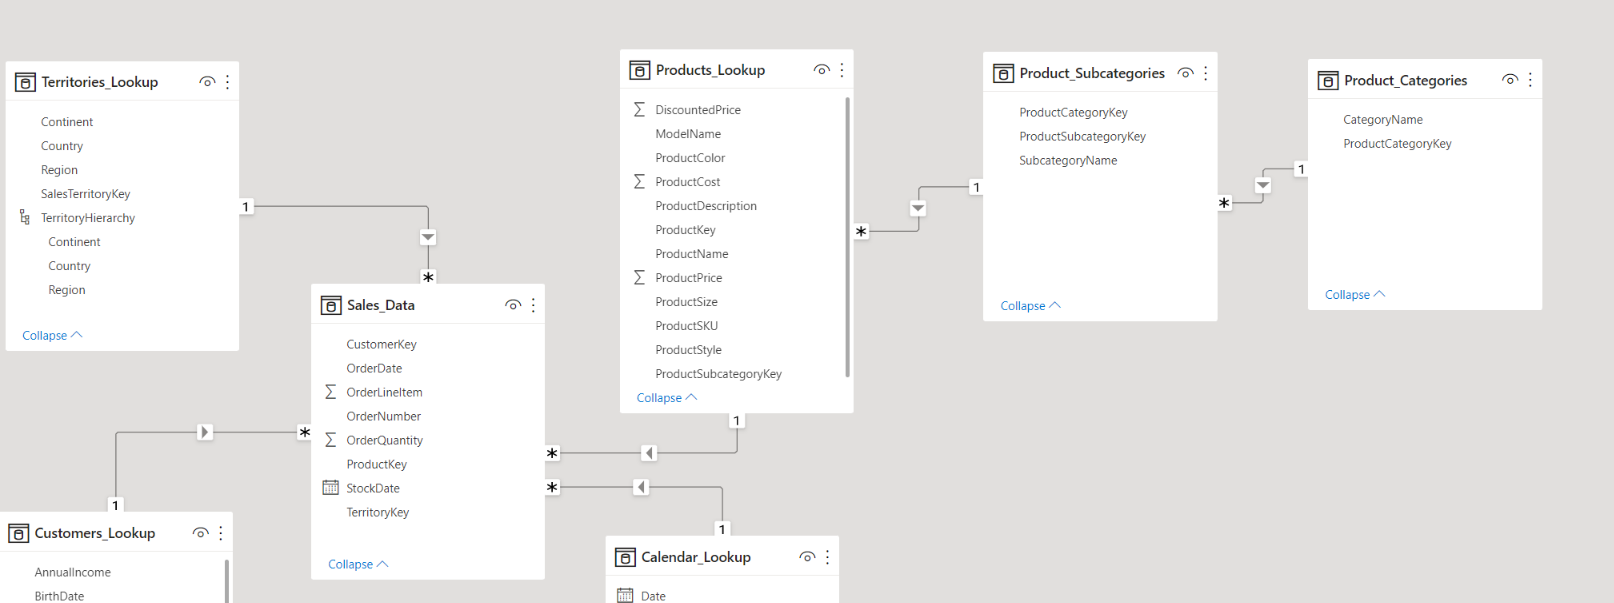 Territories_Lookup
Continent
Country
Region
SalesTerritoryKey
TerritoryHierarchy
Continent
Country
Region
Collapse
1
*
Sales_Data
CustomerKey
OrderDate
Σ OrderLineItem
OrderNumber
Σ OrderQuantity
ProductKey
StockDate
TerritoryKey
Collapse
*
1
Customers_Lookup
AnnualIncome
BirthDate
Products_Lookup
Σ DiscountedPrice
ModelName
ProductColor
Σ ProductCost
ProductDescription
ProductKey
ProductName
Σ ProductPrice
ProductSize
ProductSKU
ProductStyle
ProductSubcategoryKey
Collapse
1
*
*
1
Calendar_Lookup
Date
*
1
Product_Subcategories
ProductCategoryKey
ProductSubcategoryKey
SubcategoryName
Collapse
*
1
Product_Categories
CategoryName
ProductCategoryKey
Collapse